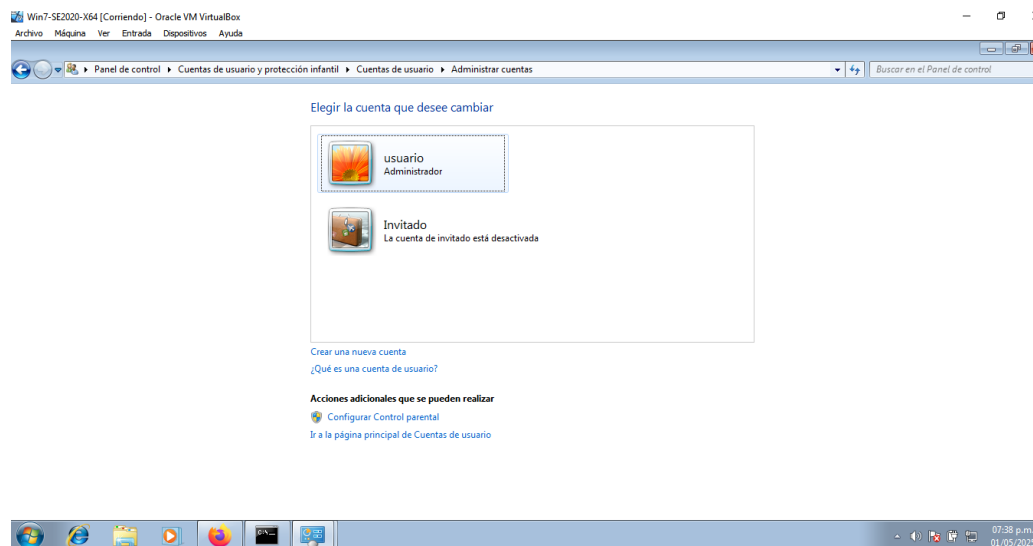 Win7-SE2020-X64 [Corriendo] - Oracle VM VirtualBox
Archivo Máquina Ver Entrada Dispositivos Ayuda
Panel de control Cuentas de usuario y protección infantil Cuentas de usuario Administrar cuentas
Buscar en el Panel de control
Elegir la cuenta que desee cambiar
usuario
Administrador
Invitado
La cuenta de invitado está desactivada
Crear una nueva cuenta
¿Qué es una cuenta de usuario?
Acciones adicionales que se pueden realizar
Configurar Control parental
Ir a la página principal de Cuentas de usuario
07:38 p.m.